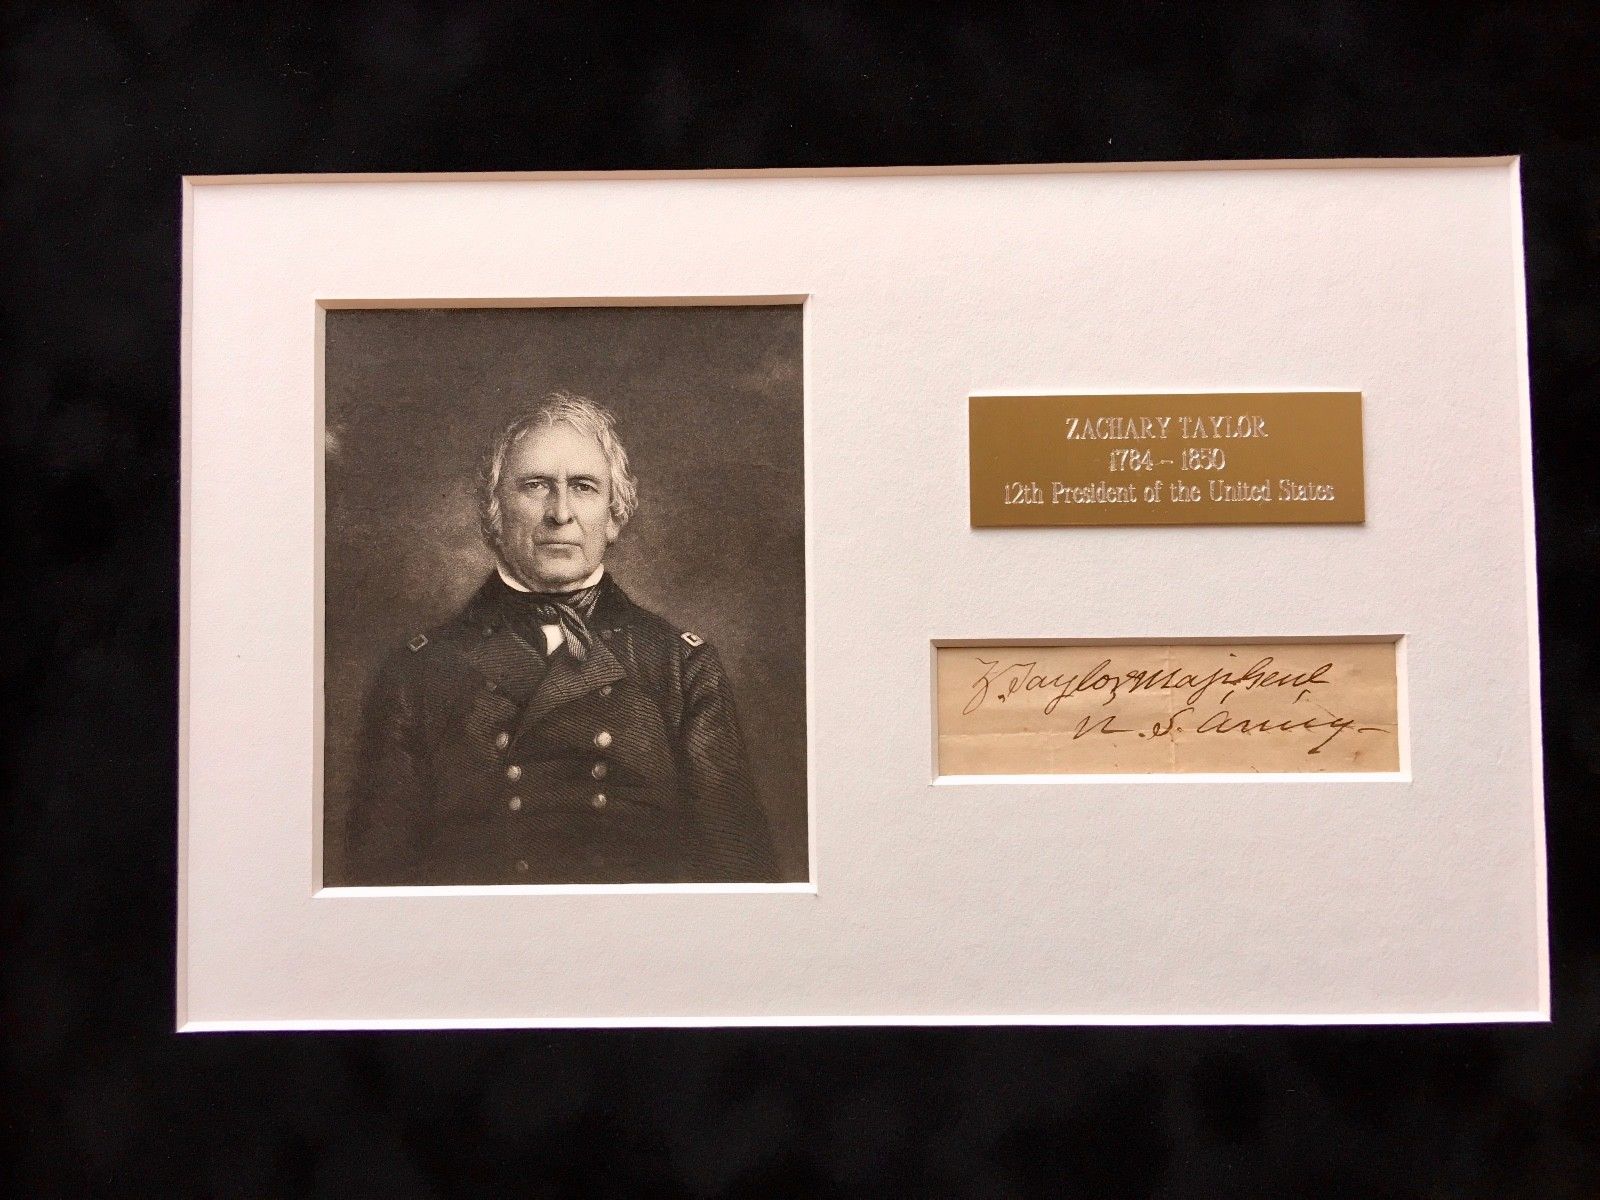 ZACHARY TAYLOR
1784 - 1850
12th President of the United States
Z. Taylor, Maj. Genl,
U. S. Army